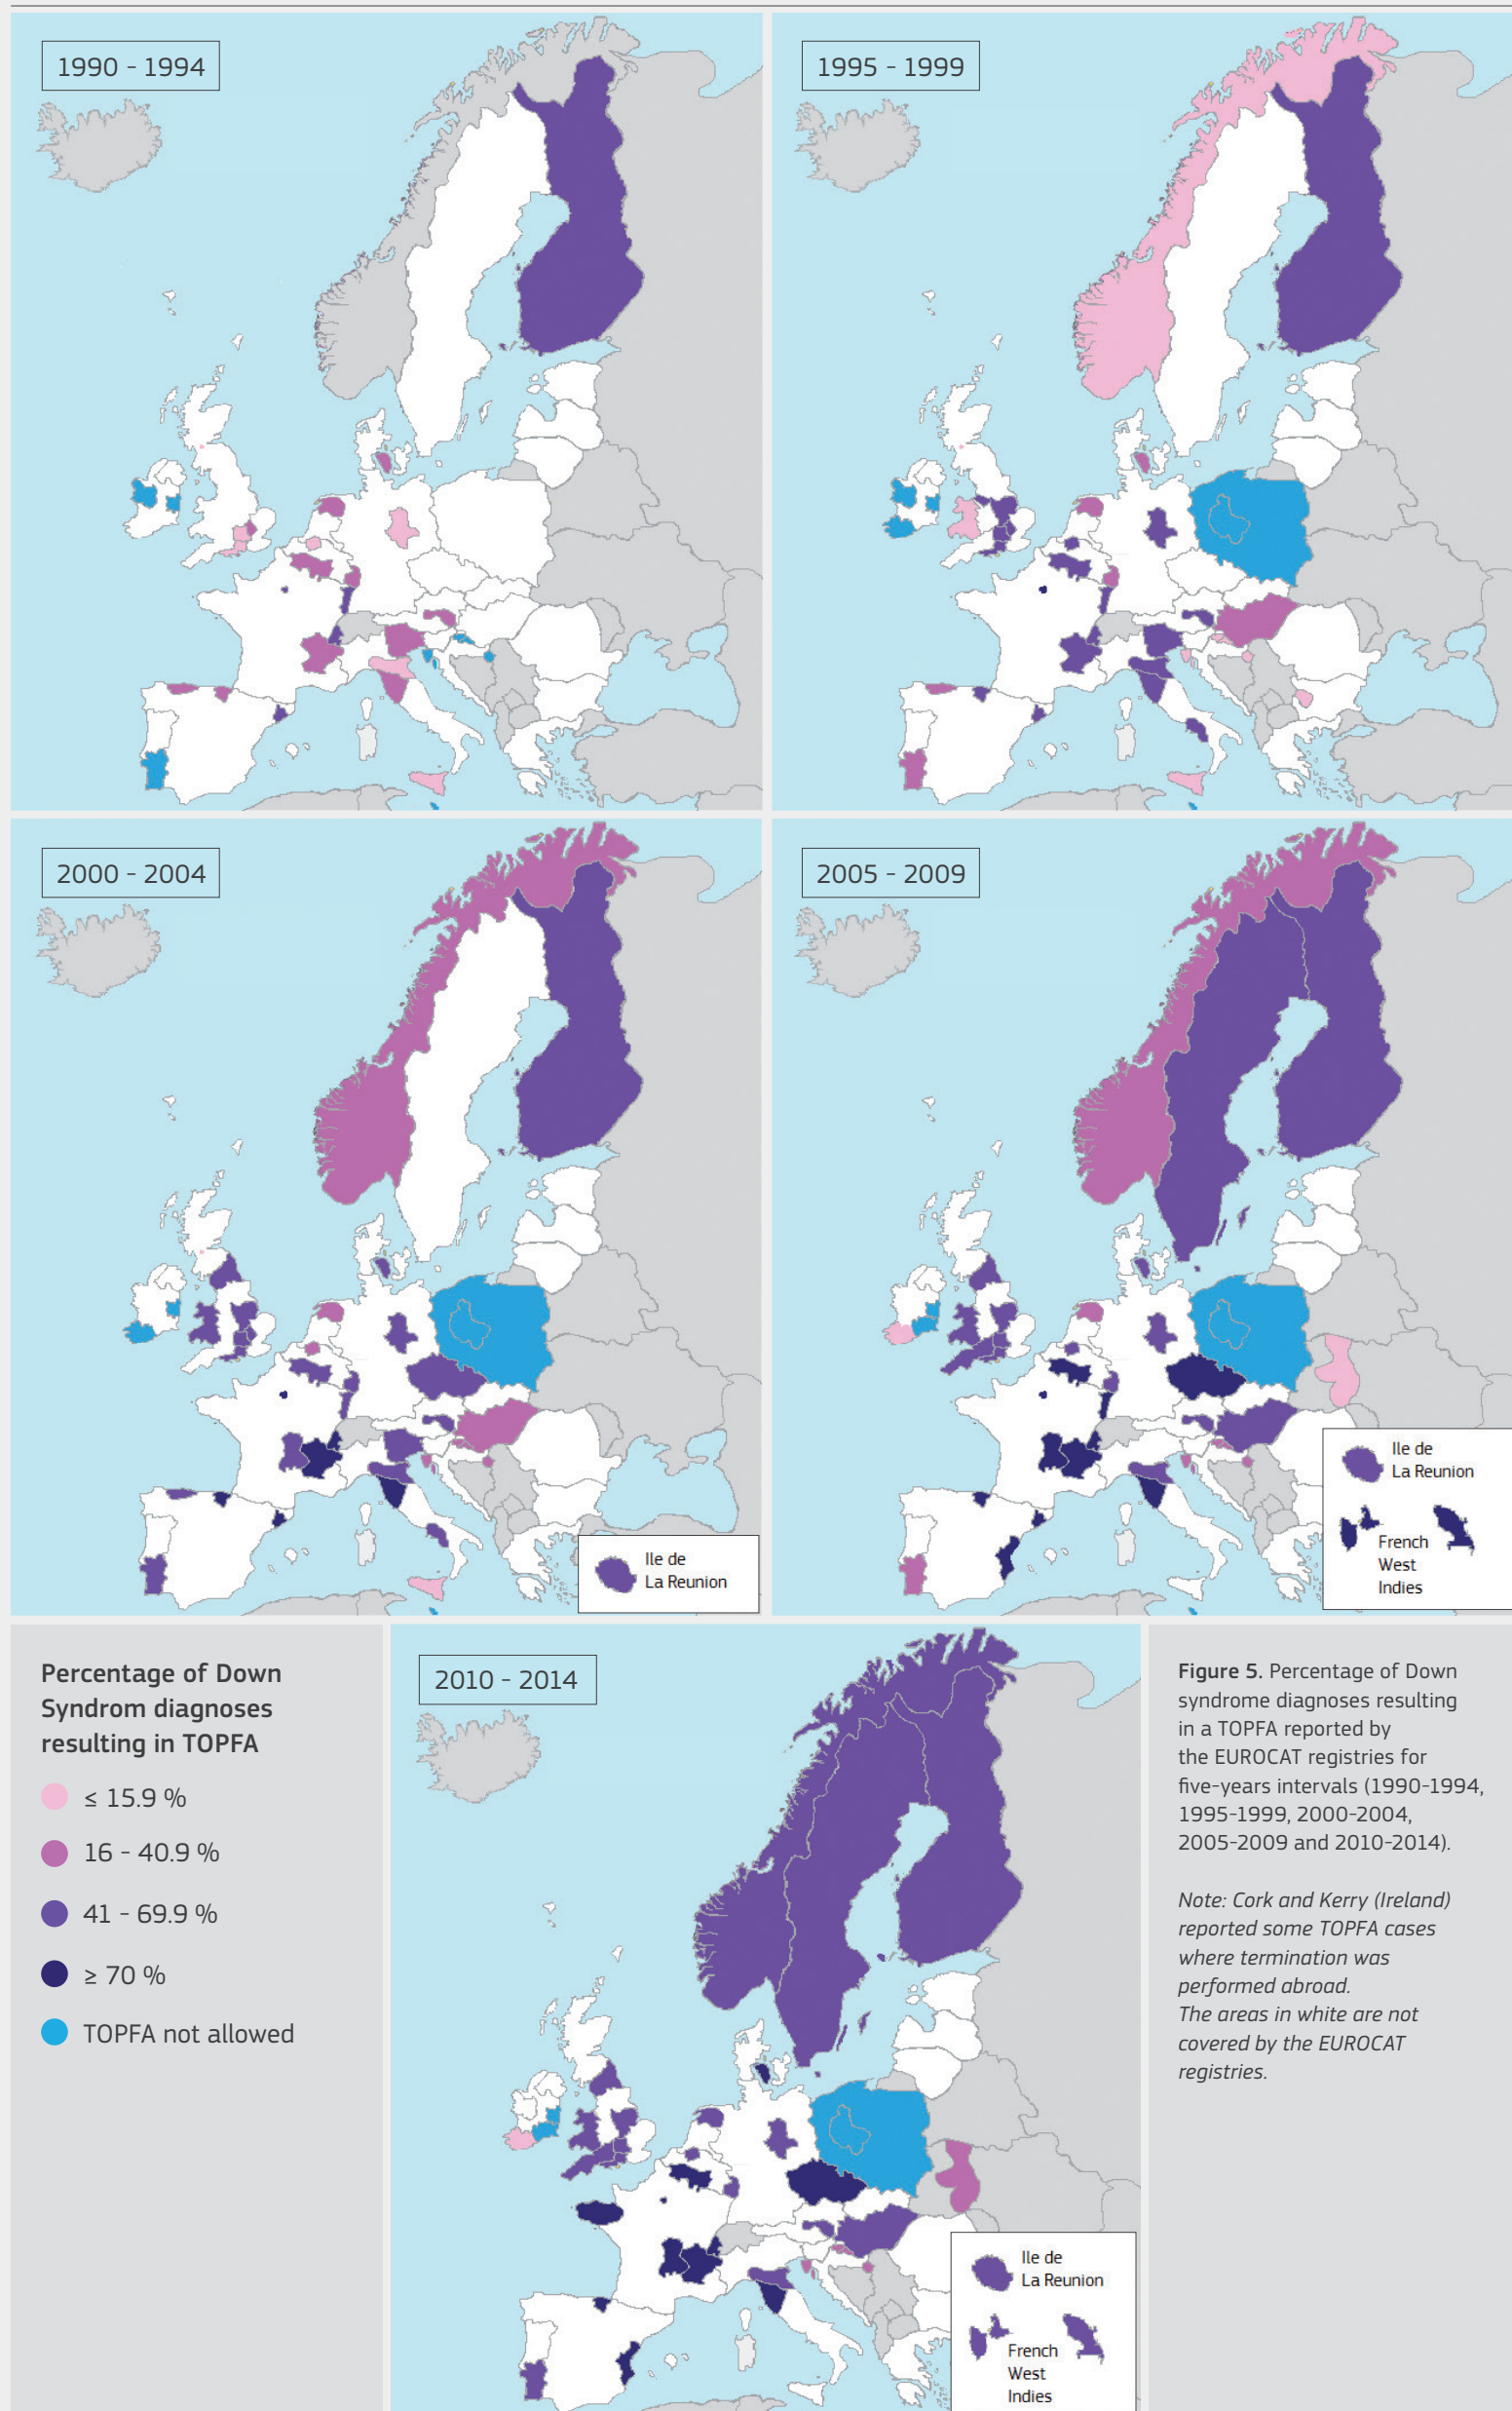 1990 - 1994
1995 - 1999
2000 - 2004
Ile de
La Reunion
2005 - 2009
Ile de
La Reunion
French
West
Indies
Percentage of Down
Syndrom diagnoses
resulting in TOPFA
≤ 15.9 %
16 - 40.9 %
41 - 69.9 %
≥ 70 %
TOPFA not allowed
2010 - 2014
Ile de
La Reunion
French
West
Indies
Figure 5. Percentage of Down
syndrome diagnoses resulting
in a TOPFA reported by
the EUROCAT registries for
five-years intervals (1990-1994,
1995-1999, 2000-2004,
2005-2009 and 2010-2014).
Note: Cork and Kerry (Ireland)
reported some TOPFA cases
where termination was
performed abroad.
The areas in white are not
covered by the EUROCAT
registries.